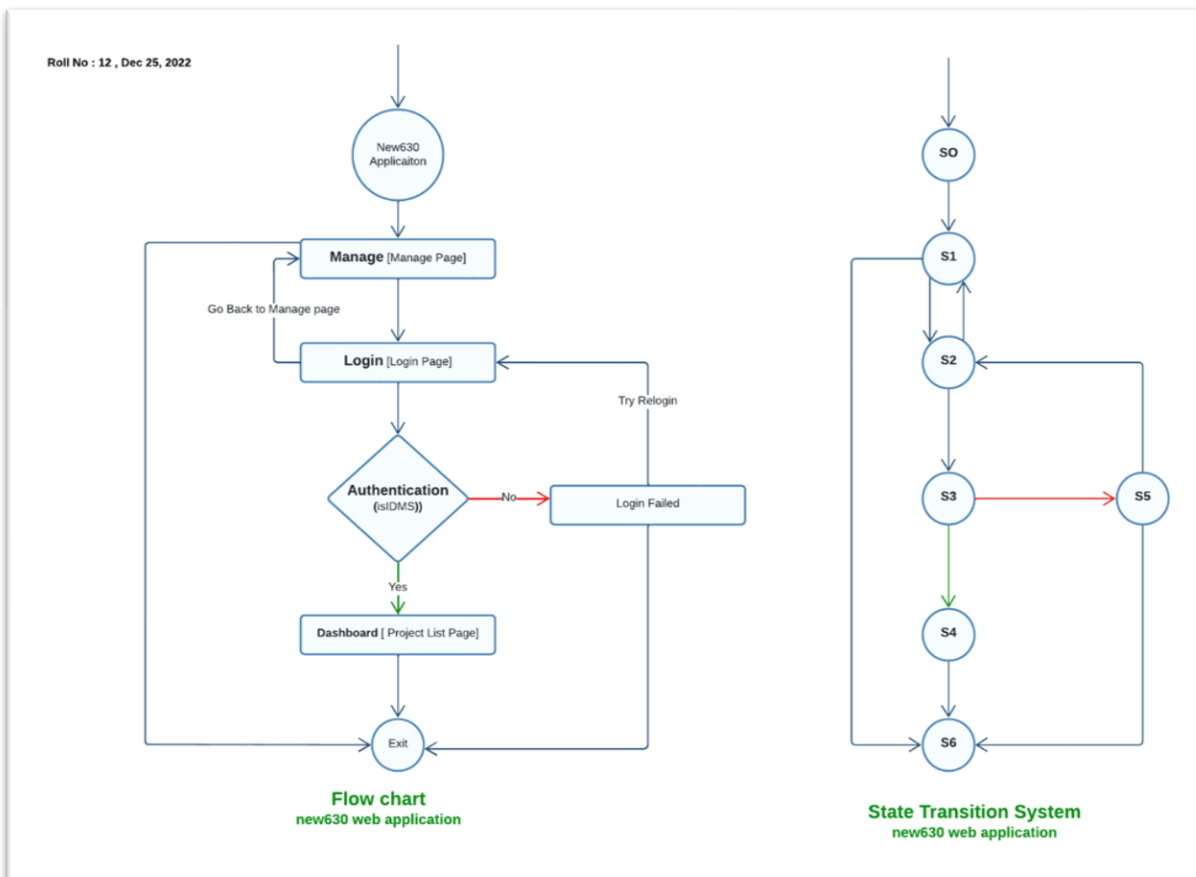 Roll No : 12 , Dec 25, 2022
New630
Applicaiton
Manage [Manage Page]
Go Back to Manage page
Login [Login Page]
Try Relogin
Authentication
(isIDMS))
No
Login Failed
Yes
Dashboard [ Project List Page]
Exit
Flow chart
new630 web application
SO
S1
S2
S3
S5
S4
S6
State Transition System
new630 web application